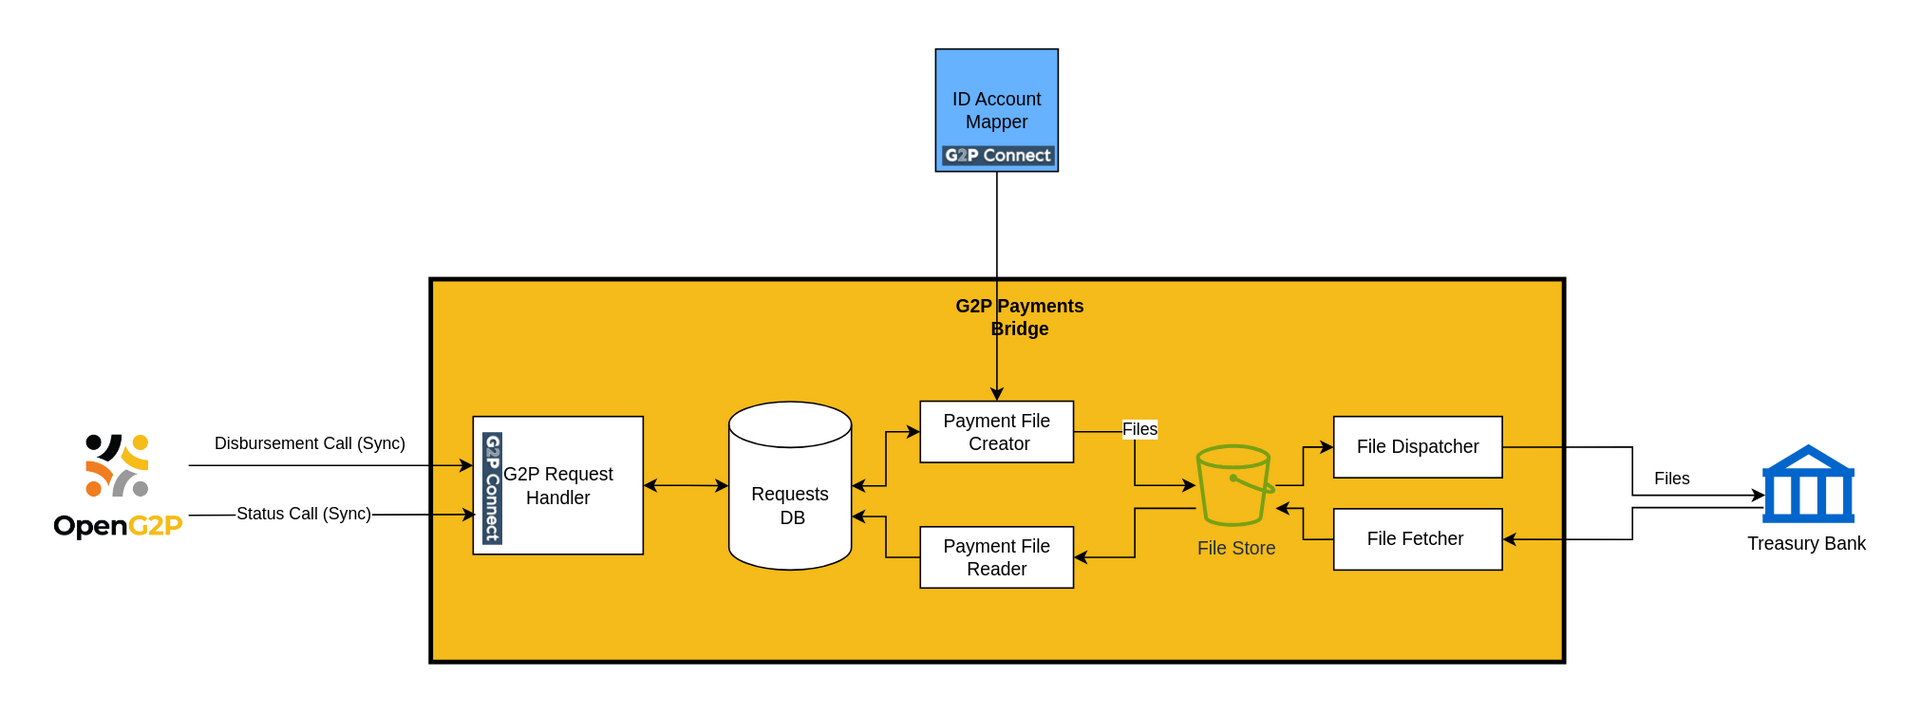 ID Account
Mapper
G2P Connect
G2P Payments
Bridge
Disbursement Call (Sync)
Status Call (Sync)
OpenG2P
G2P Connect
G2P Request
Handler
Requests
DB
Payment File
Creator
Files
Payment File
Reader
File Store
File Dispatcher
File Fetcher
Files
Treasury Bank